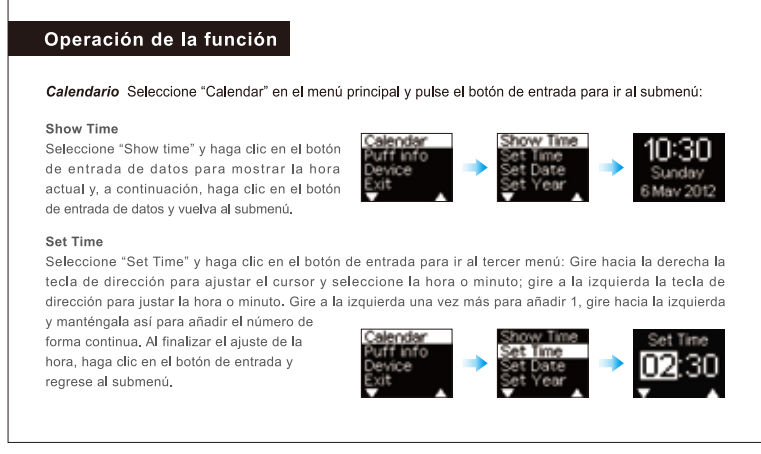 Operación de la función
Calendario Seleccione “Calendar” en el menú principal y pulse el botón de entrada para ir al submenú:
Show Time
Seleccione “Show time” y haga clic en el botón
de entrada de datos para mostrar la hora
actual y, a continuación, haga clic en el botón
de entrada de datos y vuelva al submenú.
Calendar
Puff info
Device
Exit
Show Time
Set Time
Set Date
Set Year
10:30
Sunday
6 May 2012
Set Time
Seleccione “Set Time” y haga clic en el botón de entrada para ir al tercer menú: Gire hacia la derecha la
tecla de dirección para ajustar el cursor y seleccione la hora o minuto; gire a la izquierda la tecla de
dirección para justar la hora o minuto. Gire a la izquierda una vez más para añadir 1, gire hacia la izquierda
y manténgala así para añadir el número de
forma continua. Al finalizar el ajuste de la
hora, haga clic en el botón de entrada y
regrese al submenú.
Calendar
Puff info
Device
Exit
Show Time
Set Time
Set Date
Set Year
Set Time
02:30